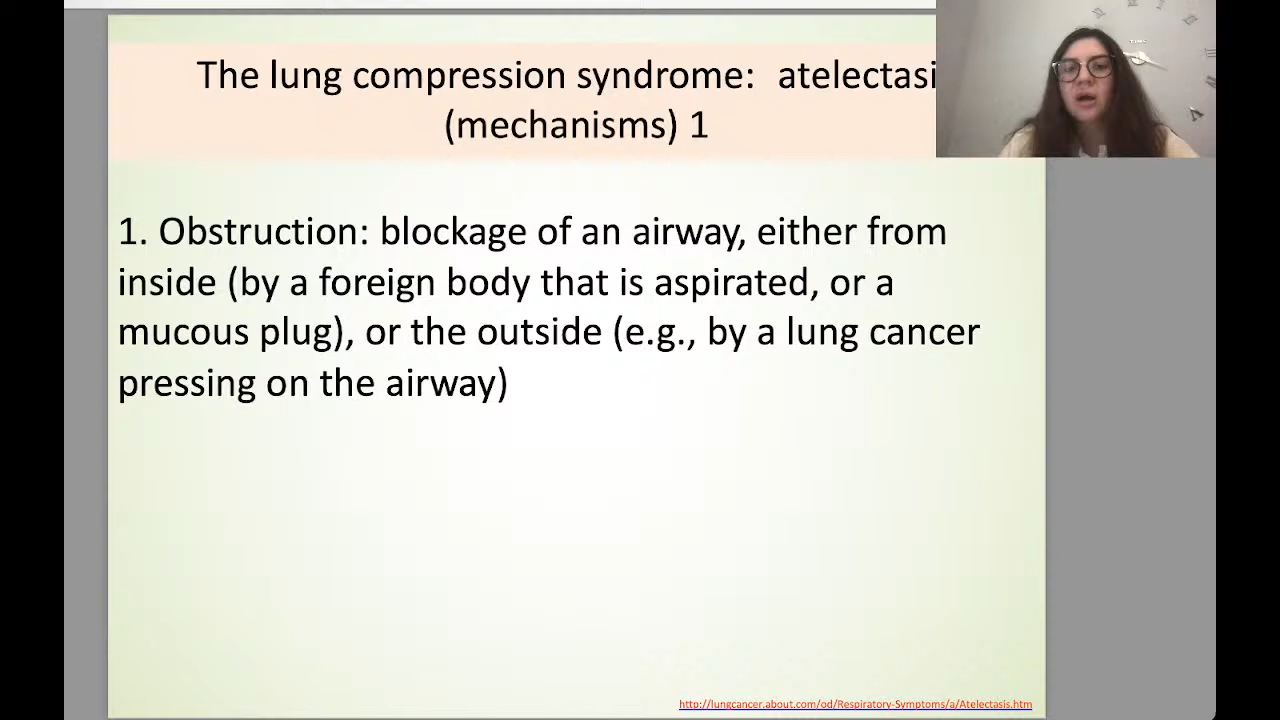 The lung compression syndrome: atelectasi
(mechanisms) 1
1. Obstruction: blockage of an airway, either from
inside (by a foreign body that is aspirated, or a
mucous plug), or the outside (e.g., by a lung cancer
pressing on the airway)
http://lungcancer.about.com/od/Respiratory-Symptoms/a/Atelectasis.htm